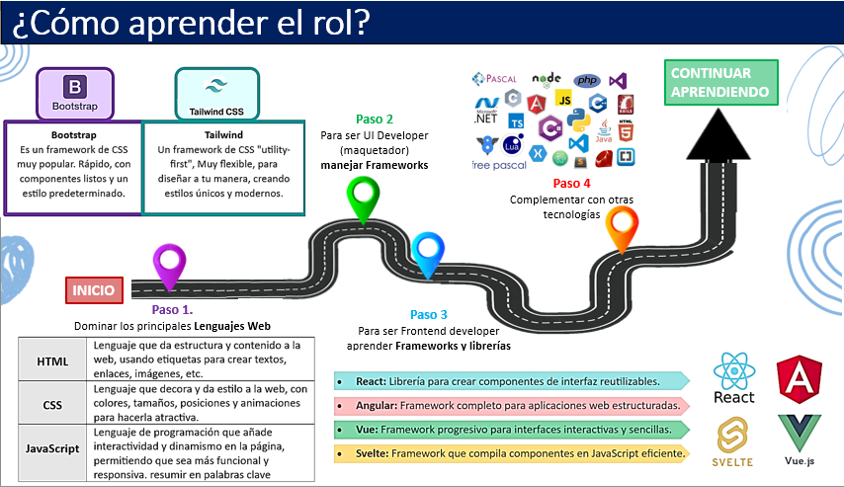 ¿Cómo aprender el rol?
Bootstrap
Tailwind CSS
Bootstrap
Es un framework de CSS
muy popular. Rápido, con
componentes listos y un
estilo predeterminado.
Tailwind
Un framework de CSS "utility-
first", Muy flexible, para
diseñar a tu manera, creando
estilos únicos y modernos.
Paso 2
Para ser UI Developer
(maquetador)
manejar Frameworks
PASCAL
node
php
Microsoft
.NET
JS
TS
Lua
Java
HTML
free pascal
Paso 4
Complementar con otras
tecnologías
CONTINUAR
APRENDIENDO
INICIO
Paso 1.
Dominar los principales Lenguajes Web
HTML
Lenguaje que da estructura y contenido a la
web, usando etiquetas para crear textos,
enlaces, imágenes, etc.
CSS
Lenguaje que decora y da estilo a la web, con
colores, tamaños, posiciones y animaciones
para hacerla atractiva.
JavaScript
Lenguaje de programación que añade
interactividad y dinamismo en la página,
permitiendo que sea más funcional y
responsiva. resumir en palabras clave
Paso 3
Para ser Frontend developer
aprender Frameworks y librerías
• React: Librería para crear componentes de interfaz reutilizables.
• Angular: Framework completo para aplicaciones web estructuradas.
• Vue: Framework progresivo para interfaces interactivas y sencillas.
• Svelte: Framework que compila componentes en JavaScript eficiente.
React
SVELTE
Vue.js